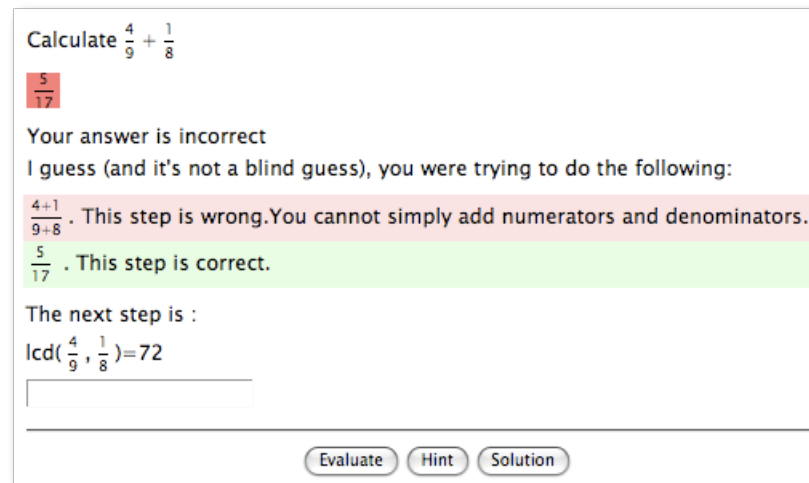 Calculate 4/9 + 1/8
5/17
Your answer is incorrect
I guess (and it's not a blind guess), you were trying to do the following:
4+1/9+8 . This step is wrong.You cannot simply add numerators and denominators.
5/17 . This step is correct.
The next step is :
lcd( 4/9 , 1/8 )=72
Evaluate Hint Solution